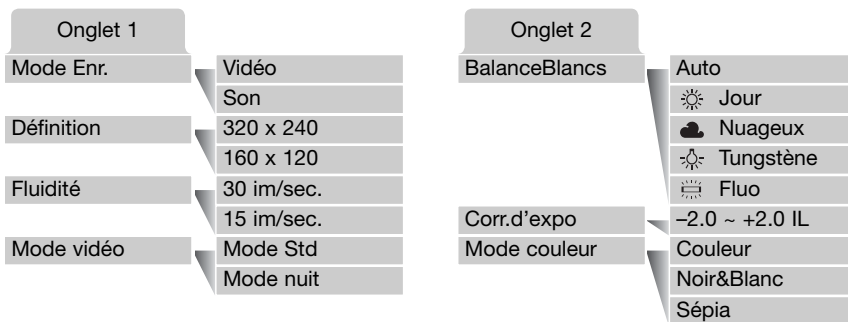 Onglet 1
Mode Enr.
Vidéo
Son
Définition
320 x 240
160 x 120
Fluidité
30 im/sec.
15 im/sec.
Mode vidéo
Mode Std
Mode nuit
Onglet 2
BalanceBlancs
Auto
Jour
Nuageux
Tungstène
Fluo
Corr.d’expo
–2.0 ~ +2.0 IL
Mode couleur
Couleur
Noir&Blanc
Sépia